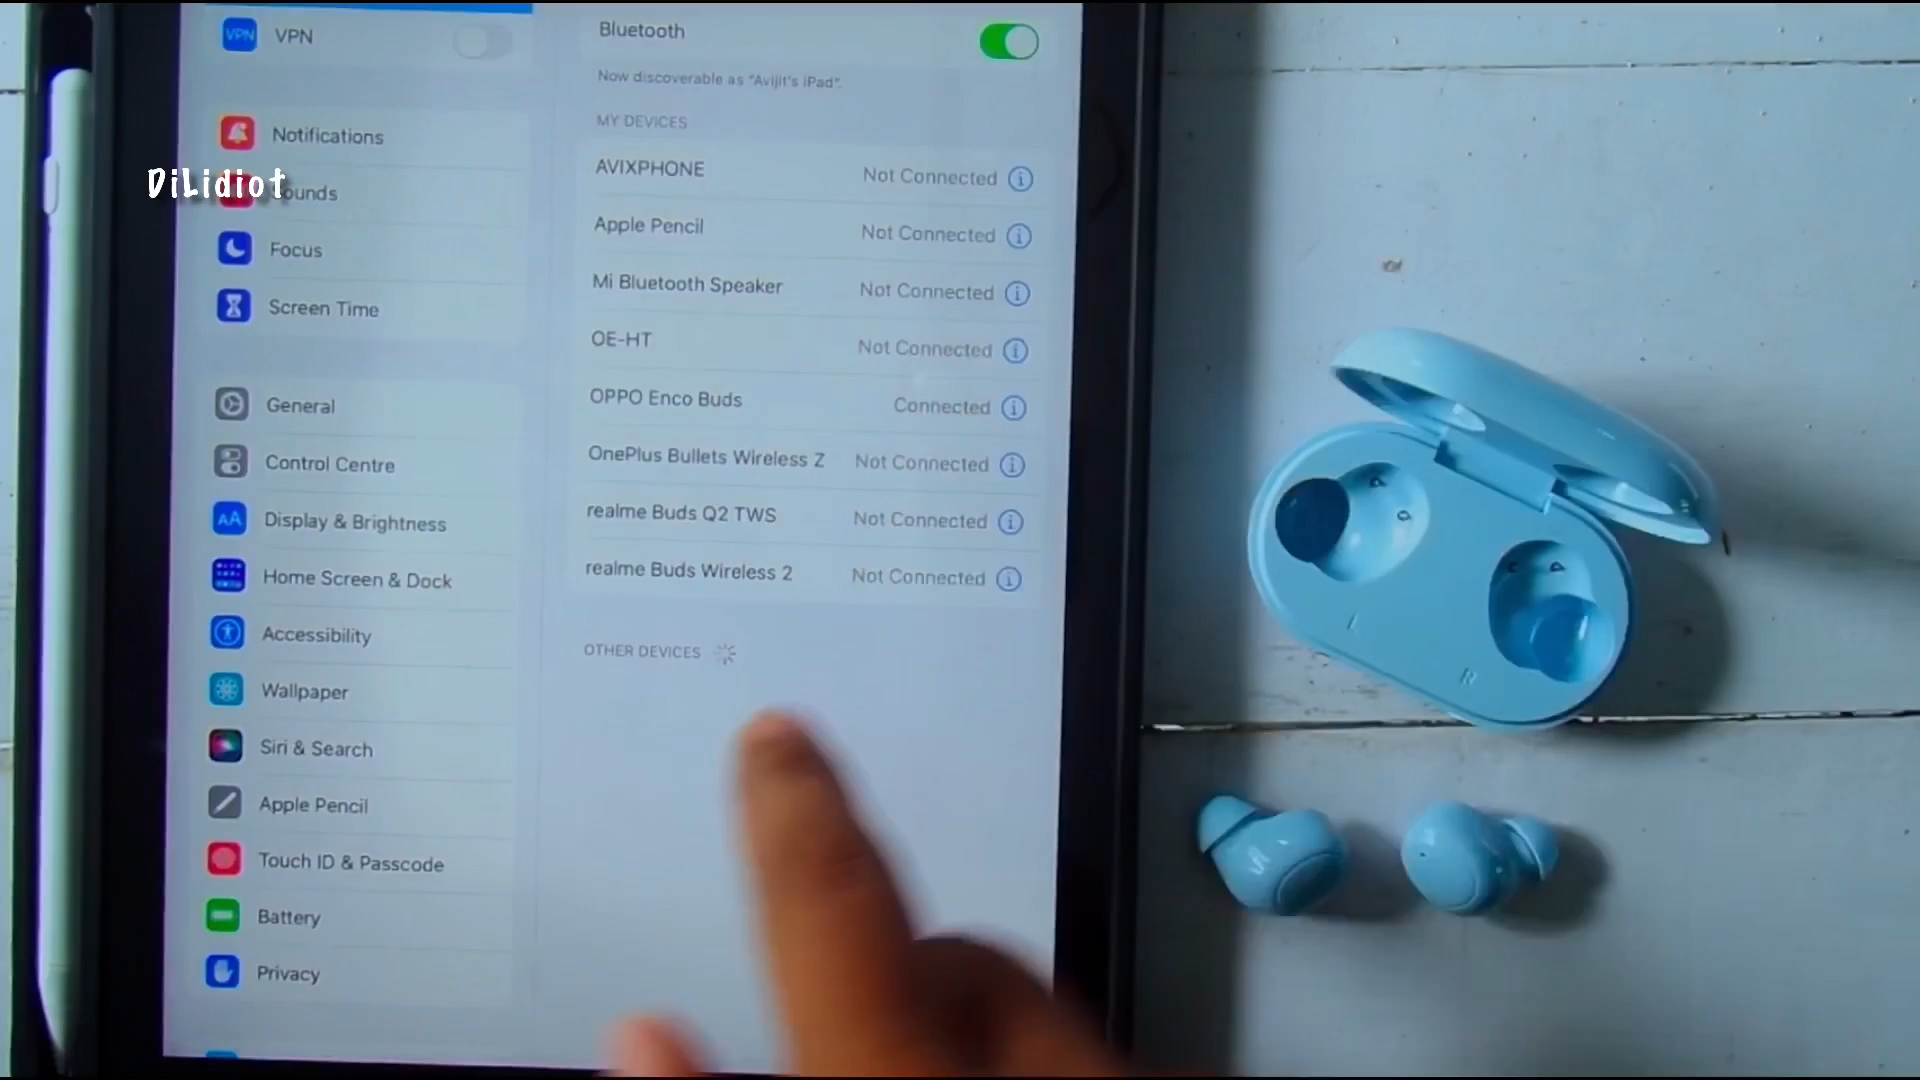 VPN
VPN
Notifications
DiLidiot
ounds
Focus
Screen Time
General
Control Centre
AA
Display & Brightness
Home Screen & Dock
Accessibility
Wallpaper
Siri & Search
Apple Pencil
Touch ID & Passcode
Battery
Privacy
Bluetooth
Now discoverable as "Avijit's iPad".
MY DEVICES
AVIXPHONE Not Connected i
Apple Pencil Not Connected i
Mi Bluetooth Speaker Not Connected i
OE-HT Not Connected i
OPPO Enco Buds Connected i
OnePlus Bullets Wireless Z Not Connected i
realme Buds Q2 TWS Not Connected i
realme Buds Wireless 2 Not Connected i
OTHER DEVICES
L
R